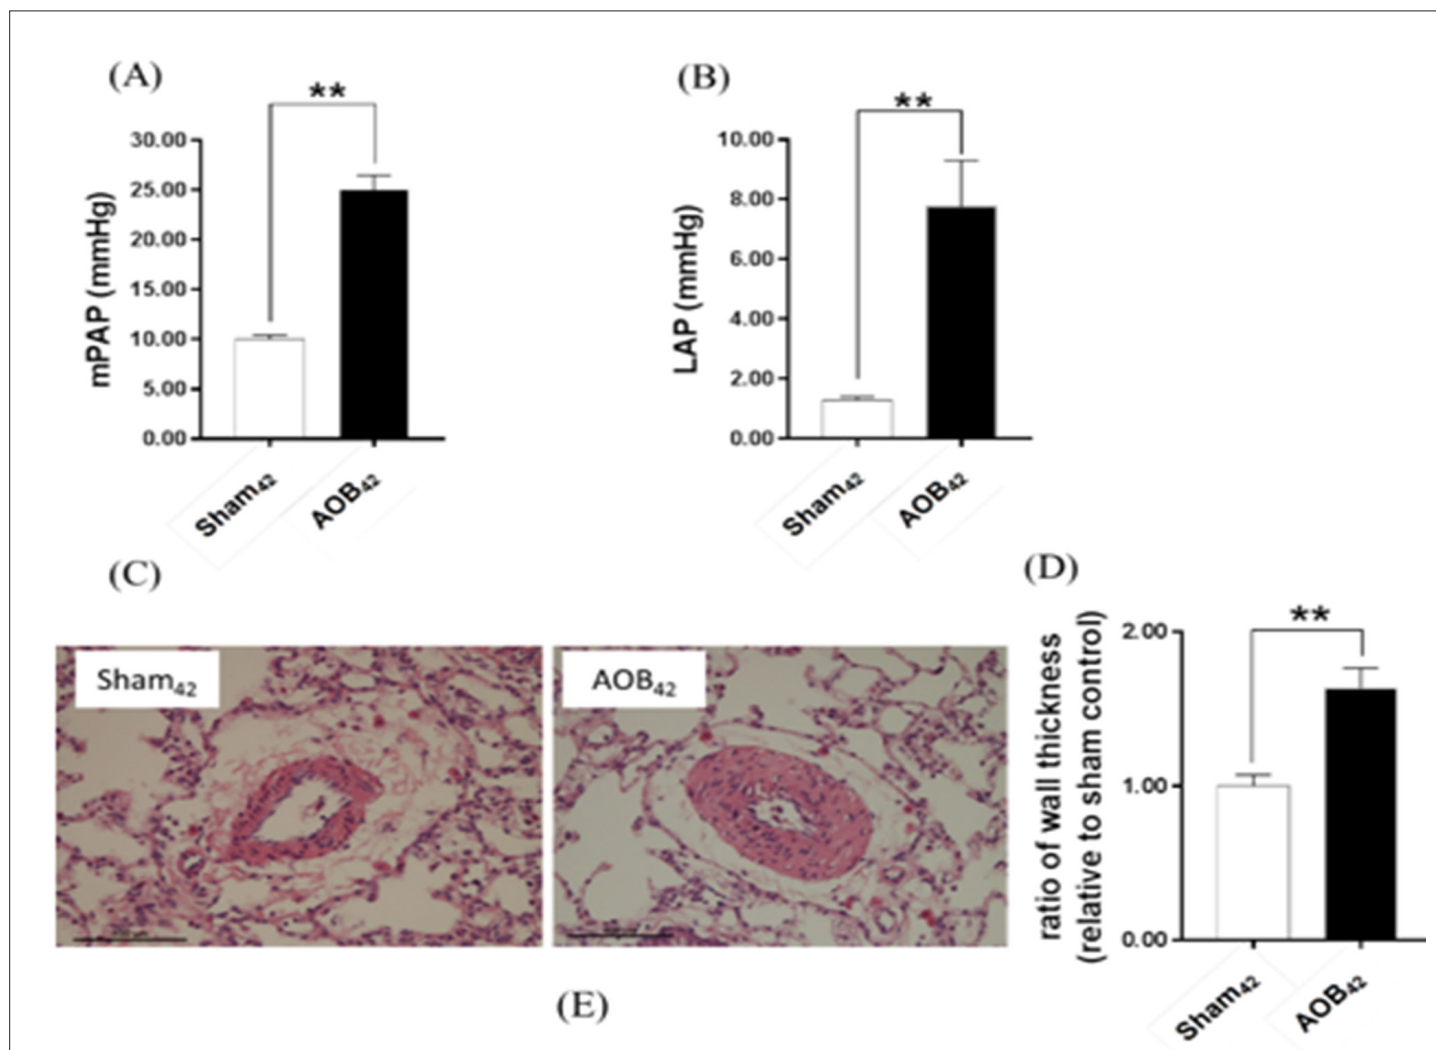 (A)
**
mPAP (mmHg)
30.00
25.00
20.00
15.00
10.00
5.00
0.00
Sham42
AOB42
(B)
**
LAP (mmHg)
10.00
8.00
6.00
4.00
2.00
0.00
Sham42
AOB42
(C)
Sham42
AOB42
(D)
**
ratio of wall thickness
(relative to sham control)
2.00
1.00
0.00
Sham42
AOB42
(E)